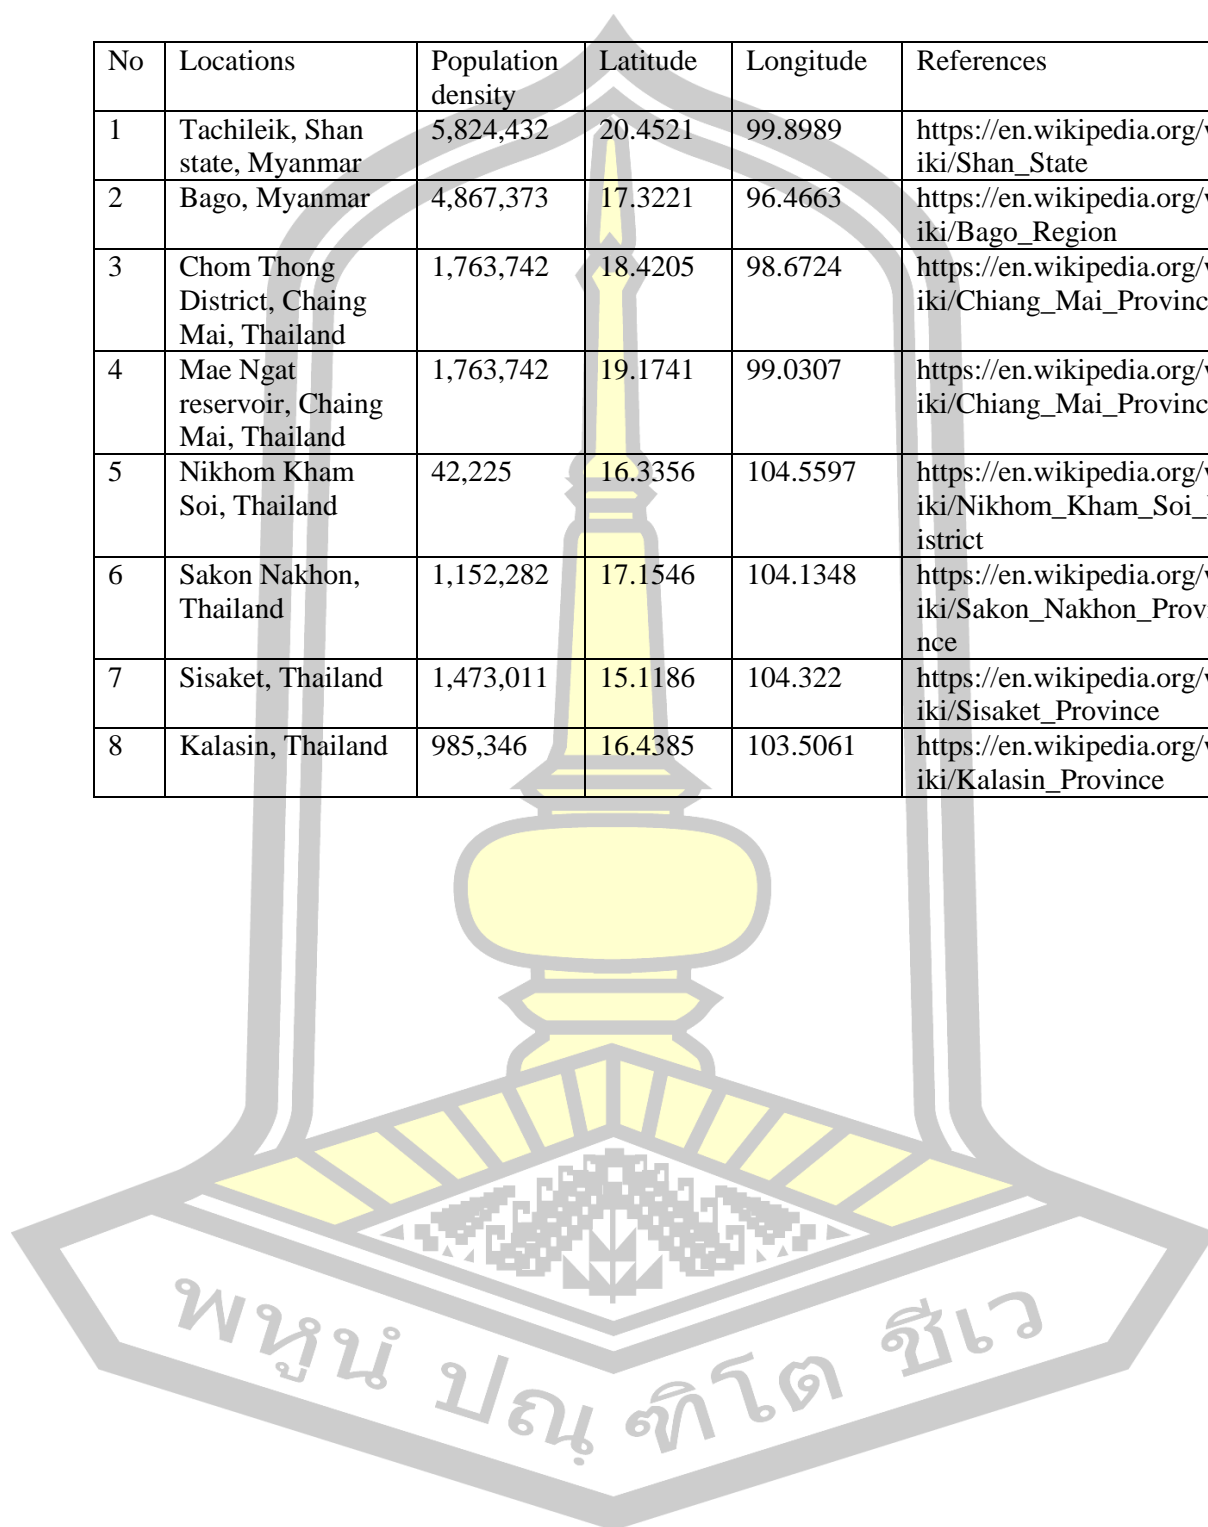 No Locations Population Latitude Longitude References
density
1 Tachileik, Shan 5,824,432 20.4521 99.8989 https://en.wikipedia.org/
state, Myanmar iki/Shan_State
2 Bago, Myanmar 4,867,373 17.3221 96.4663 https://en.wikipedia.org/
iki/Bago_Region
3 Chom Thong 1,763,742 18.4205 98.6724 https://en.wikipedia.org/
District, Chaing iki/Chiang_Mai_Provinc
Mai, Thailand
4 Mae Ngat 1,763,742 19.1741 99.0307 https://en.wikipedia.org/
reservoir, Chaing iki/Chiang_Mai_Provinc
Mai, Thailand
5 Nikhom Kham 42,225 16.3356 104.5597 https://en.wikipedia.org/
Soi, Thailand iki/Nikhom_Kham_Soi_
istrict
6 Sakon Nakhon, 1,152,282 17.1546 104.1348 https://en.wikipedia.org/
Thailand iki/Sakon_Nakhon_Provi
nce
7 Sisaket, Thailand 1,473,011 15.1186 104.322 https://en.wikipedia.org/
iki/Sisaket_Province
8 Kalasin, Thailand 985,346 16.4385 103.5061 https://en.wikipedia.org/
iki/Kalasin_Province
พหูนํ ปณฺฑิโต ชีเว